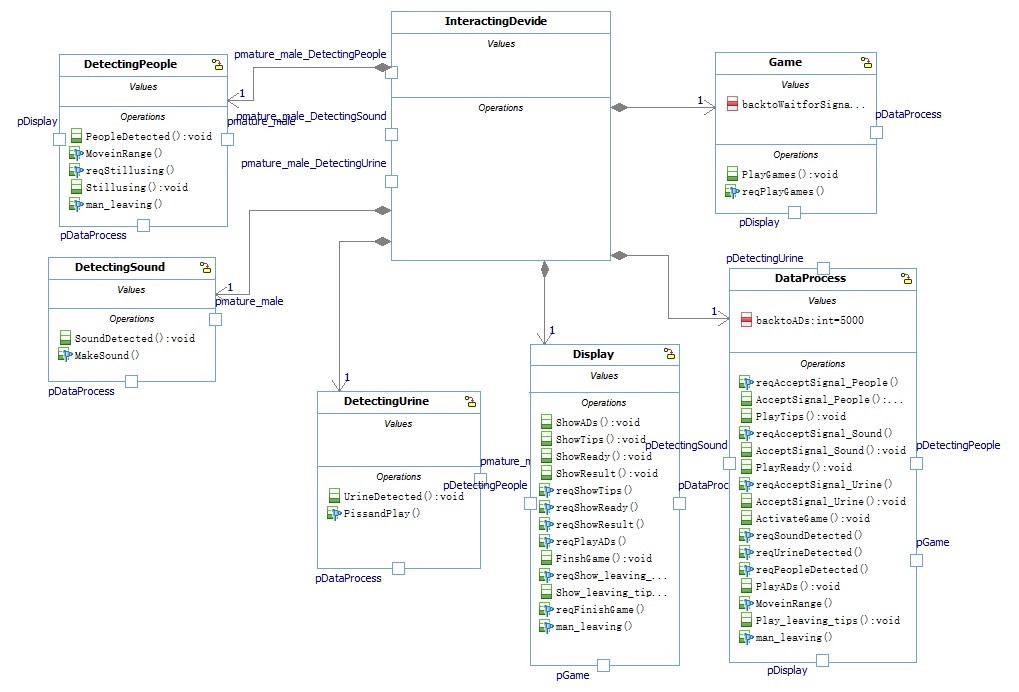 InteractingDevide
Values
Operations
pmature_male_DetectingPeople
pmature_male_DetectingSound
pmature_male_DetectingUrine
DetectingPeople
Values
Operations
PeopleDetected():void
MoveinRange()
reqStillusing()
Stillusing():void
man_leaving()
pDisplay
1
pmature_male
pDataProcess
DetectingSound
Values
Operations
SoundDetected():void
MakeSound()
1
pmature_male
pDataProcess
DetectingUrine
Values
Operations
UrineDetected():void
PissandPlay()
1
pmature_m
pDataProcess
Display
Values
Operations
ShowADs():void
ShowTips():void
ShowReady():void
ShowResult():void
reqShowTips()
reqShowReady()
reqShowResult()
reqPlayADs()
FinshGame():void
reqShow_leaving_...
Show_leaving_tip...
reqFinishGame()
man_leaving()
1
pDetectingPeople
pDataProc
pGame
Game
Values
backtoWaitforSigna...
Operations
PlayGames():void
reqPlayGames()
1
pDataProcess
pDisplay
pDetectingUrine
DataProcess
Values
backtoADs:int=5000
Operations
reqAcceptSignal_People()
AcceptSignal_People():...
PlayTips():void
reqAcceptSignal_Sound()
AcceptSignal_Sound():void
PlayReady():void
reqAcceptSignal_Urine()
AcceptSignal_Urine():void
ActivateGame():void
reqSoundDetected()
reqUrineDetected()
reqPeopleDetected()
PlayADs():void
MoveinRange()
Play_leaving_tips():void
man_leaving()
1
pDetectingSound
pDetectingPeople
pGame
pDisplay